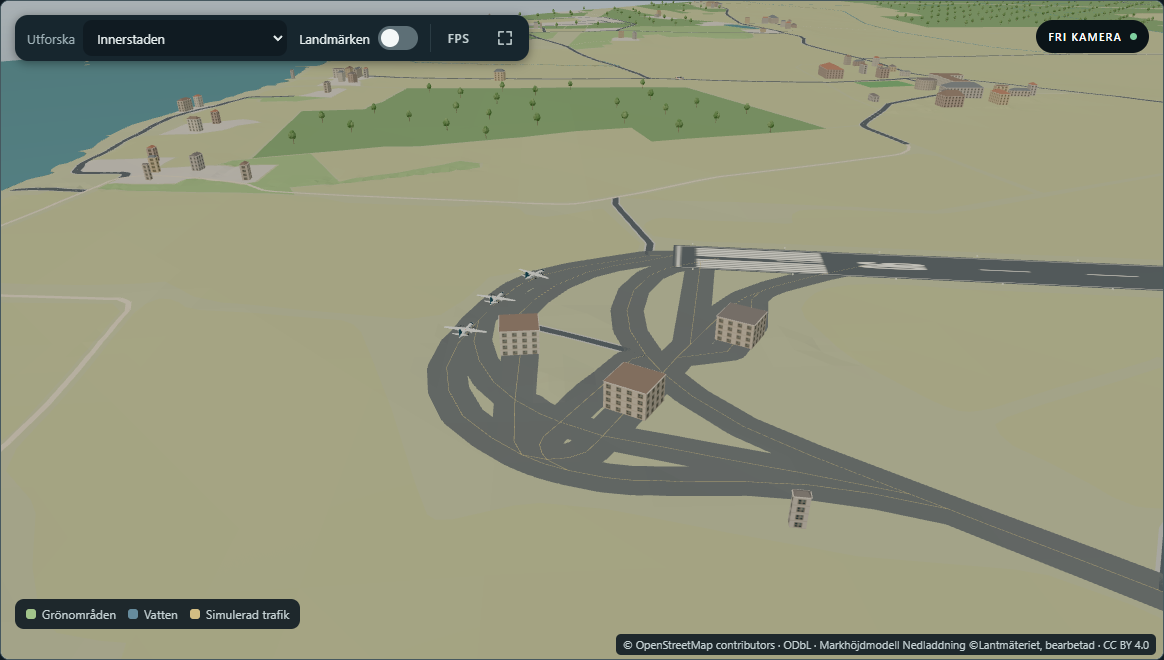 Utforska
Innerstaden
Landmärken
FPS
FRI KAMERA
Grönområden
Vatten
Simulerad trafik
© OpenStreetMap contributors · ODbL · Markhöjdmodell Nedladdning ©Lantmäteriet, bearbetad · CC BY 4.0